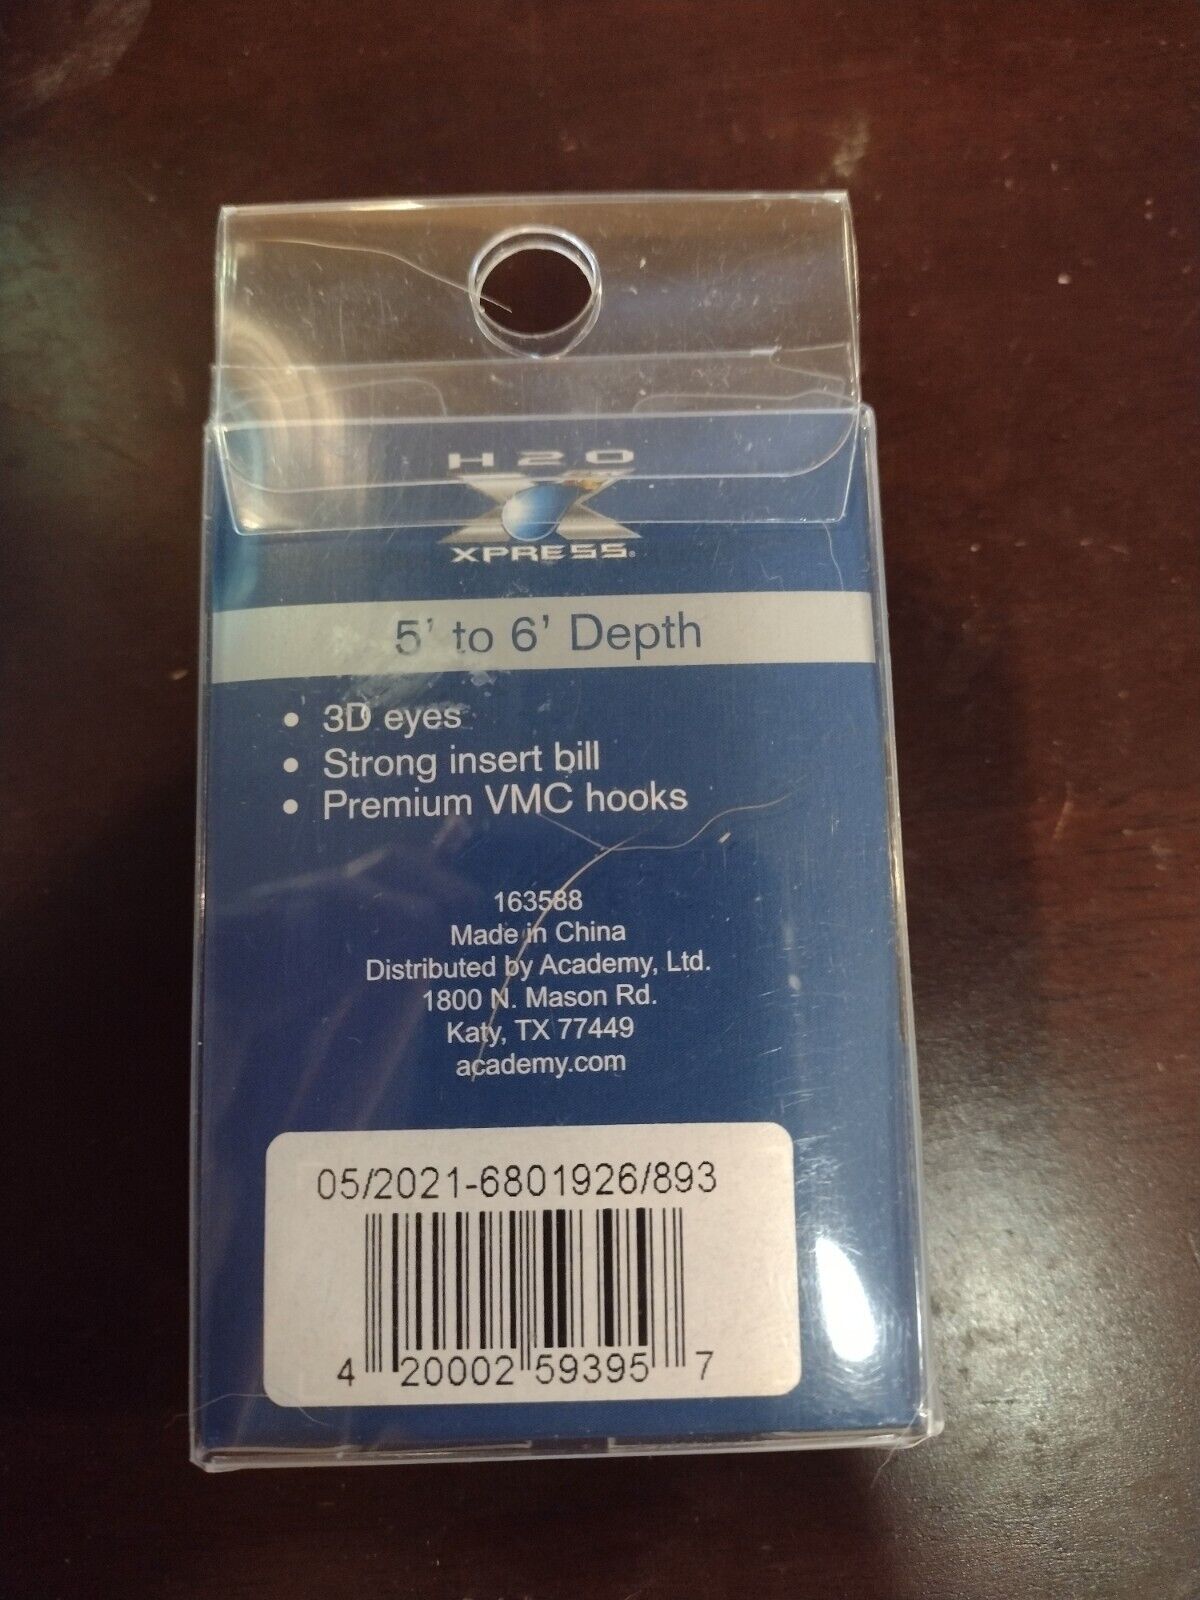 H2O
XPRESS®
5' to 6' Depth
• 3D eyes
• Strong insert bill
• Premium VMC hooks
163588
Made in China
Distributed by Academy, Ltd.
1800 N. Mason Rd.
Katy, TX 77449
academy.com
05/2021-6801926/893
4 20002 59395 7